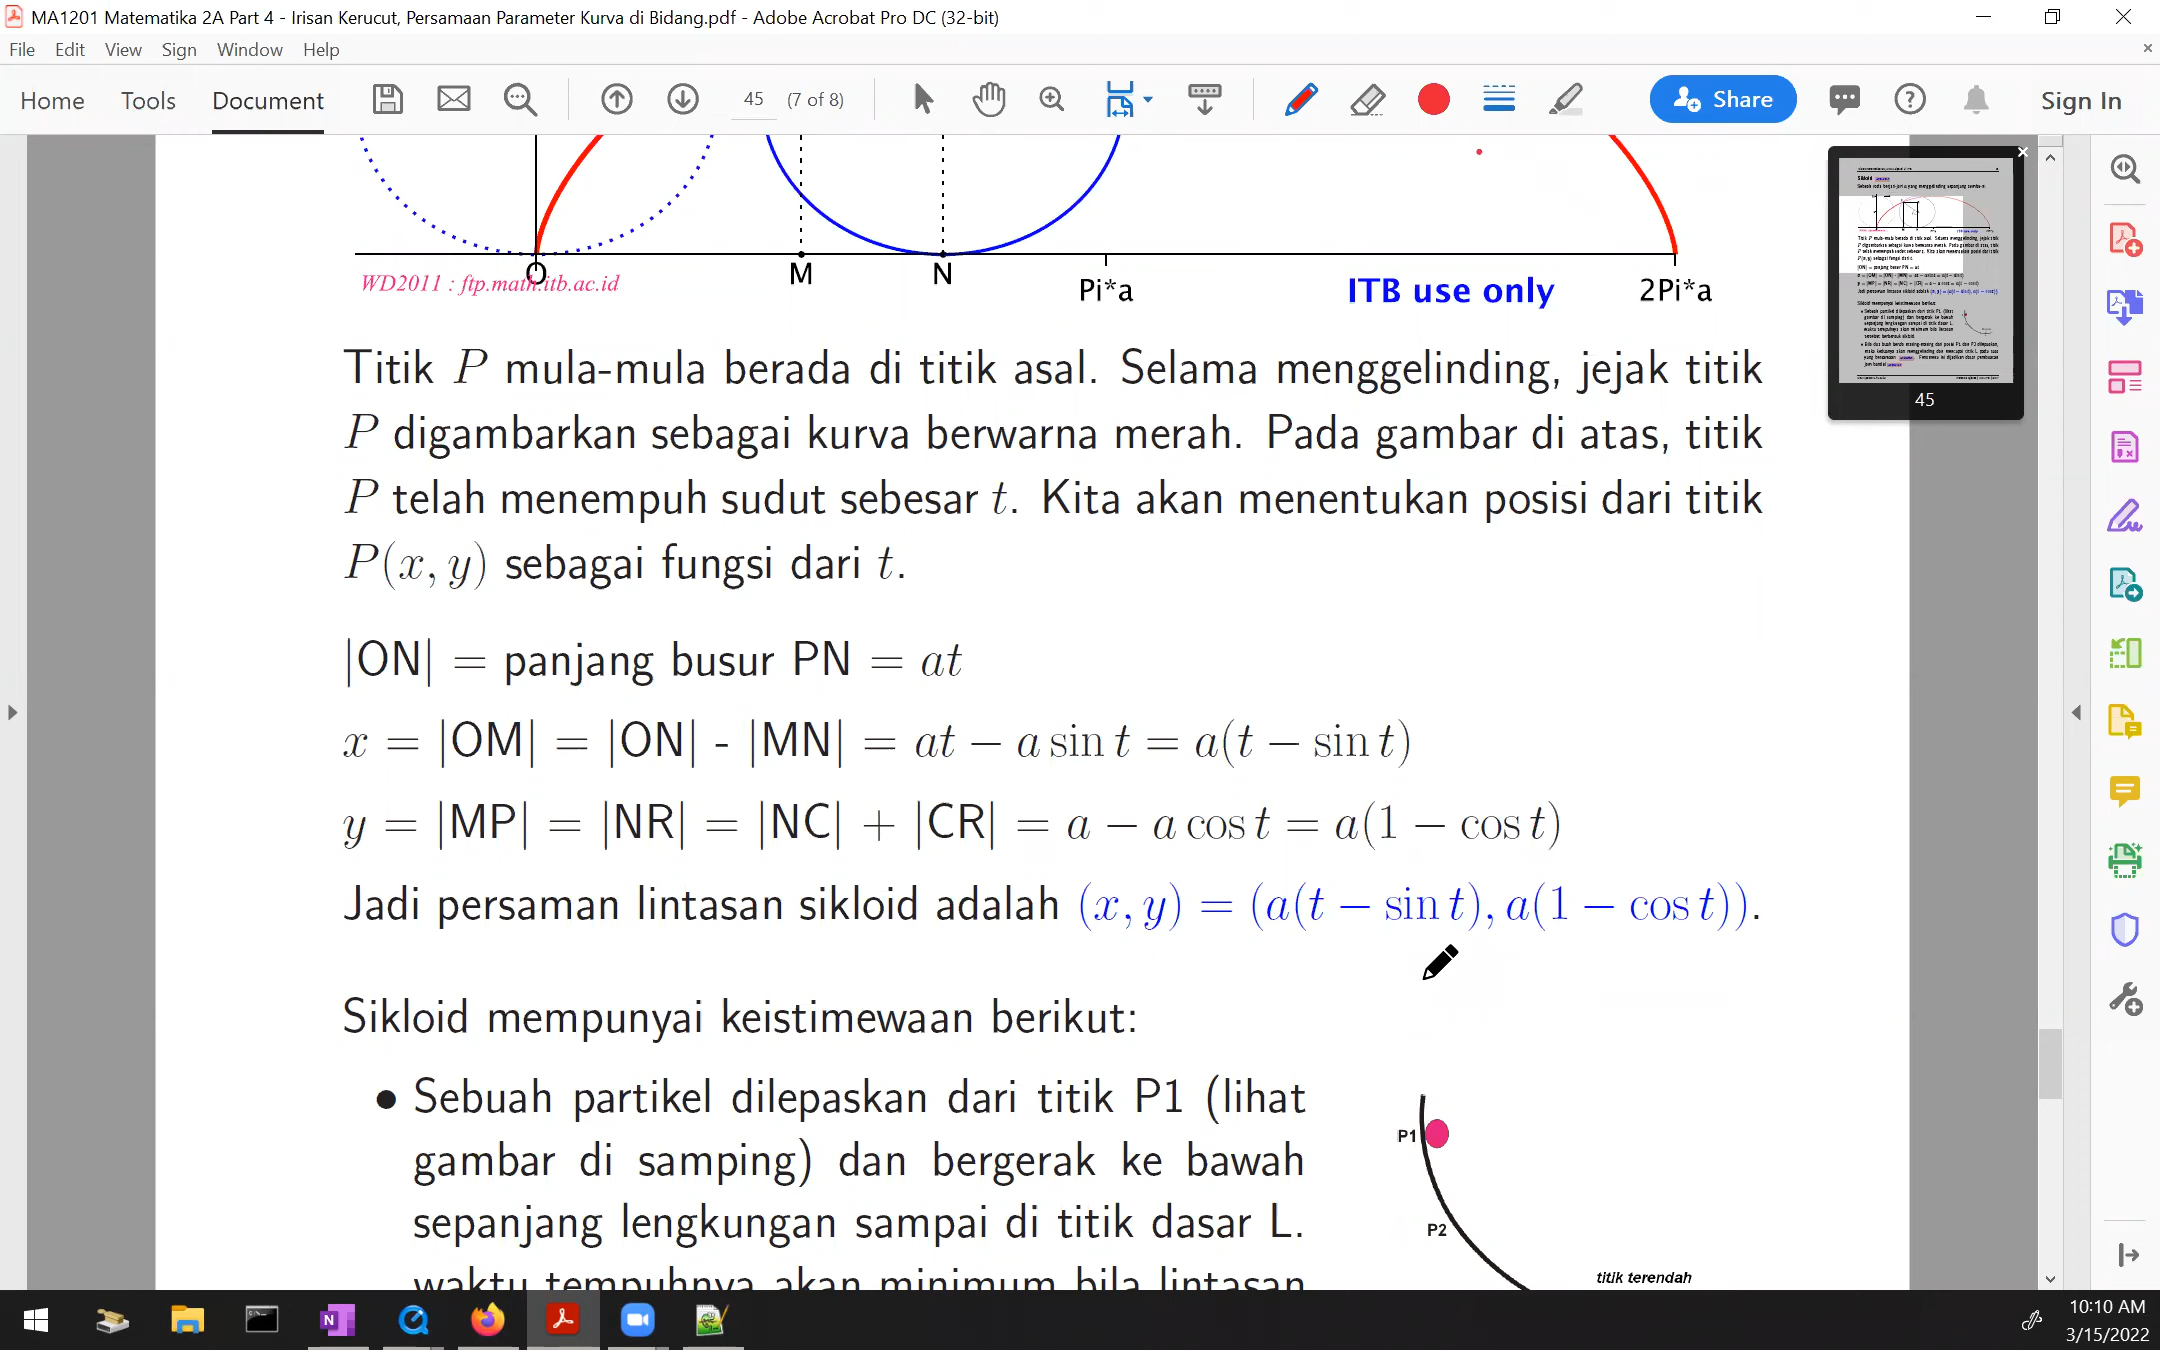 MA1201 Matematika 2A Part 4 - Irisan Kerucut, Persamaan Parameter Kurva di Bidang.pdf - Adobe Acrobat Pro DC (32-bit)
File Edit View Sign Window Help
Home Tools Document 45 (7 of 8) Share Sign In
O M N Pi*a 2Pi*a
WD2011 : ftp.math.itb.ac.id
ITB use only
Titik P mula-mula berada di titik asal. Selama menggelinding, jejak titik
P digambarkan sebagai kurva berwarna merah. Pada gambar di atas, titik
P telah menempuh sudut sebesar t. Kita akan menentukan posisi dari titik
P(x, y) sebagai fungsi dari t.
|ON| = panjang busur PN = at
x = |OM| = |ON| - |MN| = at − a sin t = a(t − sin t)
y = |MP| = |NR| = |NC| + |CR| = a − a cos t = a(1 − cos t)
Jadi persaman lintasan sikloid adalah (x, y) = (a(t − sin t), a(1 − cos t)).
Sikloid mempunyai keistimewaan berikut:
• Sebuah partikel dilepaskan dari titik P1 (lihat
gambar di samping) dan bergerak ke bawah
sepanjang lengkungan sampai di titik dasar L.
waktu tempuhnya akan minimum bila lintasan
P1
P2
titik terendah
45
10:10 AM
3/15/2022